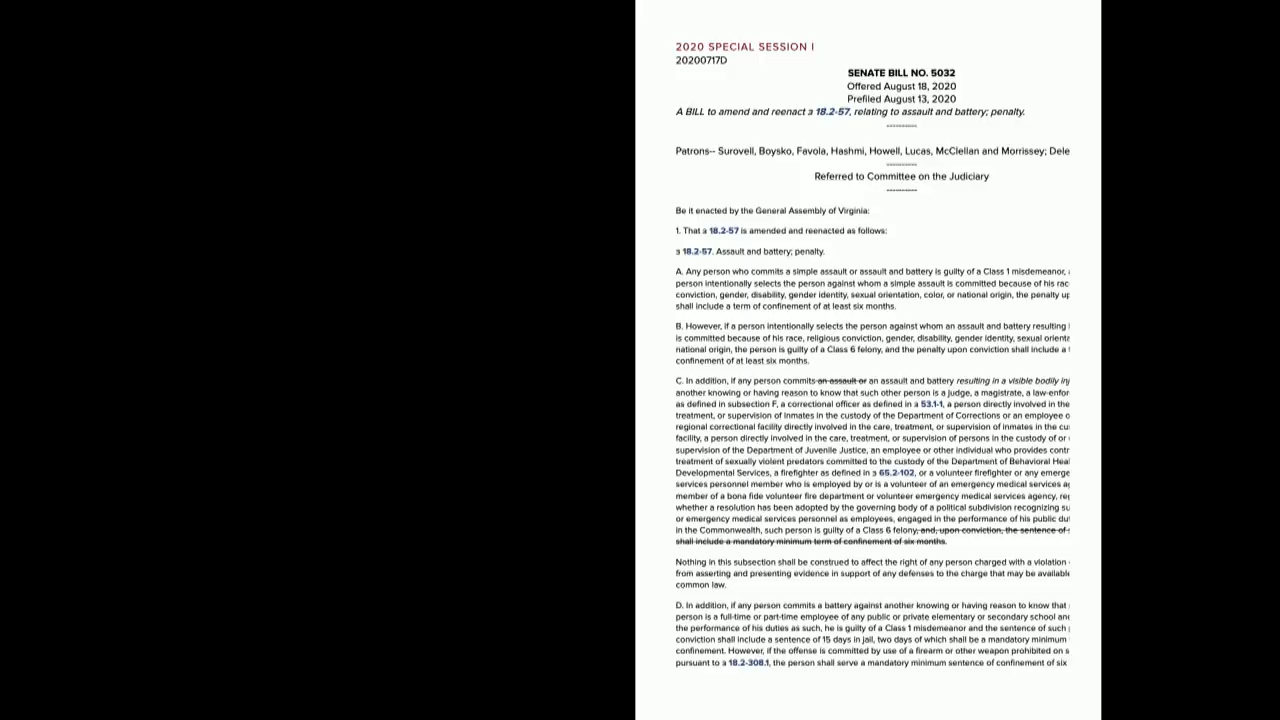 2020 SPECIAL SESSION I
20200717D
SENATE BILL NO. 5032
Offered August 18, 2020
Prefiled August 13, 2020
A BILL to amend and reenact § 18.2-57, relating to assault and battery; penalty.
----------
Patrons-- Surovell, Boysko, Favola, Hashmi, Howell, Lucas, McClellan and Morrissey; Dele
----------
Referred to Committee on the Judiciary
----------
Be it enacted by the General Assembly of Virginia:
1. That § 18.2-57 is amended and reenacted as follows:
§ 18.2-57. Assault and battery; penalty.
A. Any person who commits a simple assault or assault and battery is guilty of a Class 1 misdemeanor,
person intentionally selects the person against whom a simple assault is committed because of his rac
conviction, gender, disability, gender identity, sexual orientation, color, or national origin, the penalty up
shall include a term of confinement of at least six months.
B. However, if a person intentionally selects the person against whom an assault and battery resulting
is committed because of his race, religious conviction, gender, disability, gender identity, sexual orienta
national origin, the person is guilty of a Class 6 felony, and the penalty upon conviction shall include a
confinement of at least six months.
C. In addition, if any person commits an assault or an assault and battery resulting in a visible bodily inj
another knowing or having reason to know that such other person is a judge, a magistrate, a law-enfor
as defined in subsection F, a correctional officer as defined in § 53.1-1, a person directly involved in the
treatment, or supervision of inmates in the custody of the Department of Corrections or an employee o
regional correctional facility directly involved in the care, treatment, or supervision of inmates in the cu
facility, a person directly involved in the care, treatment, or supervision of persons in the custody of or
supervision of the Department of Juvenile Justice, an employee or other individual who provides contr
treatment of sexually violent predators committed to the custody of the Department of Behavioral Heal
Developmental Services, a firefighter as defined in § 65.2-102, or a volunteer firefighter or any emerge
services personnel member who is employed by or is a volunteer of an emergency medical services ag
member of a bona fide volunteer fire department or volunteer emergency medical services agency, reg
whether a resolution has been adopted by the governing body of a political subdivision recognizing su
or emergency medical services personnel as employees, engaged in the performance of his public dut
in the Commonwealth, such person is guilty of a Class 6 felony, and, upon conviction, the sentence of
shall include a mandatory minimum term of confinement of six months.
Nothing in this subsection shall be construed to affect the right of any person charged with a violation
from asserting and presenting evidence in support of any defenses to the charge that may be available
common law.
D. In addition, if any person commits a battery against another knowing or having reason to know that
person is a full-time or part-time employee of any public or private elementary or secondary school and
the performance of his duties as such, he is guilty of a Class 1 misdemeanor and the sentence of such
conviction shall include a sentence of 15 days in jail, two days of which shall be a mandatory minimum
confinement. However, if the offense is committed by use of a firearm or other weapon prohibited on s
pursuant to § 18.2-308.1, the person shall serve a mandatory minimum sentence of confinement of six